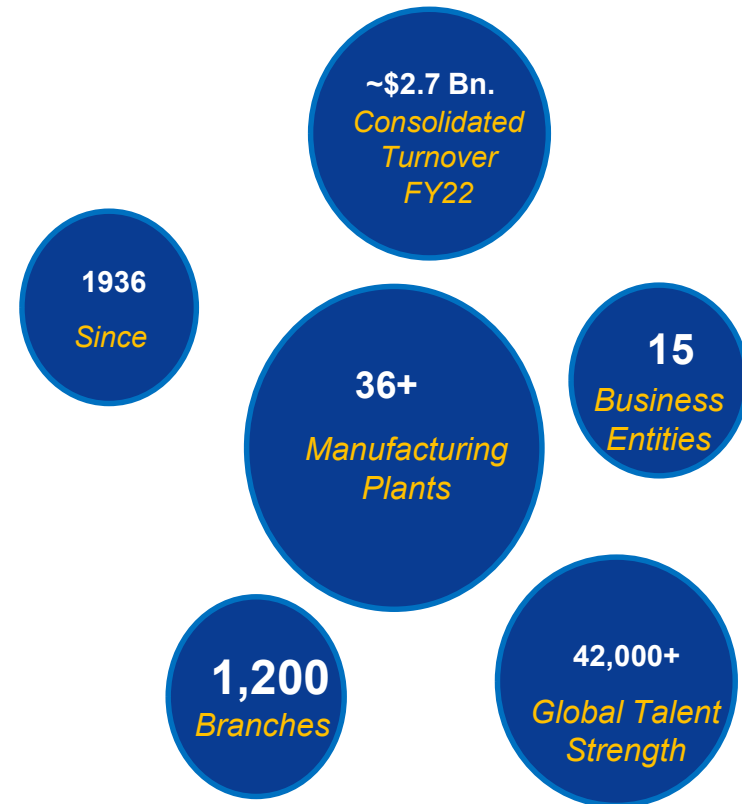 ~$2.7 Bn.
Consolidated
Turnover
FY22
1936
Since
36+
Manufacturing
Plants
15
Business
Entities
1,200
Branches
42,000+
Global Talent
Strength